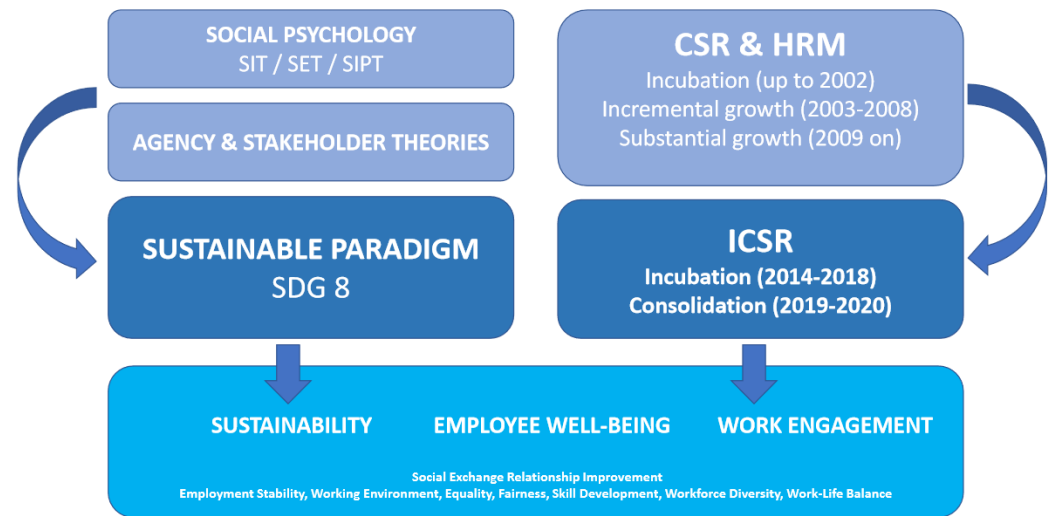 SOCIAL PSYCHOLOGY
SIT / SET / SIPT
AGENCY & STAKEHOLDER THEORIES
SUSTAINABLE PARADIGM
SDG 8
CSR & HRM
Incubation (up to 2002)
Incremental growth (2003-2008)
Substantial growth (2009 on)
ICSR
Incubation (2014-2018)
Consolidation (2019-2020)
SUSTAINABILITY EMPLOYEE WELL-BEING WORK ENGAGEMENT
Social Exchange Relationship Improvement
Employment Stability, Working Environment, Equality, Fairness, Skill Development, Workforce Diversity, Work-Life Balance